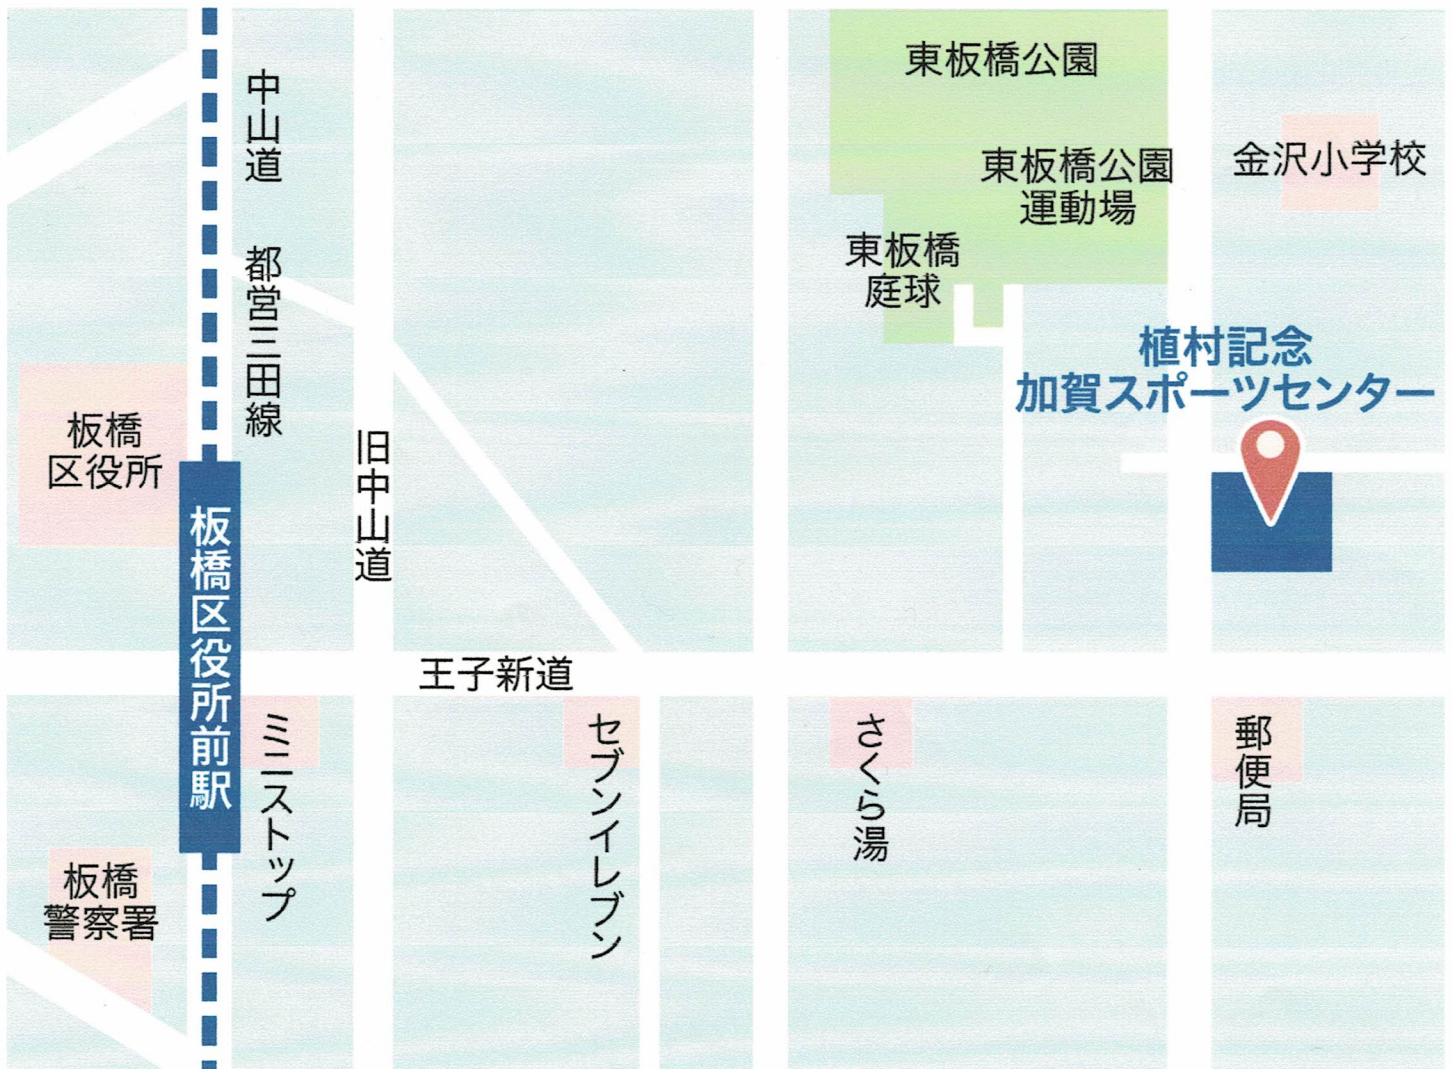 東板橋公園
中山道
東板橋公園
運動場
金沢小学校
東板橋
庭球
都営三田線
植村記念
加賀スポーツセンター
板橋
区役所
旧中山道
板橋区役所前駅
王子新道
ミニストップ
セブンイレブン
さくら湯
郵便局
板橋
警察署